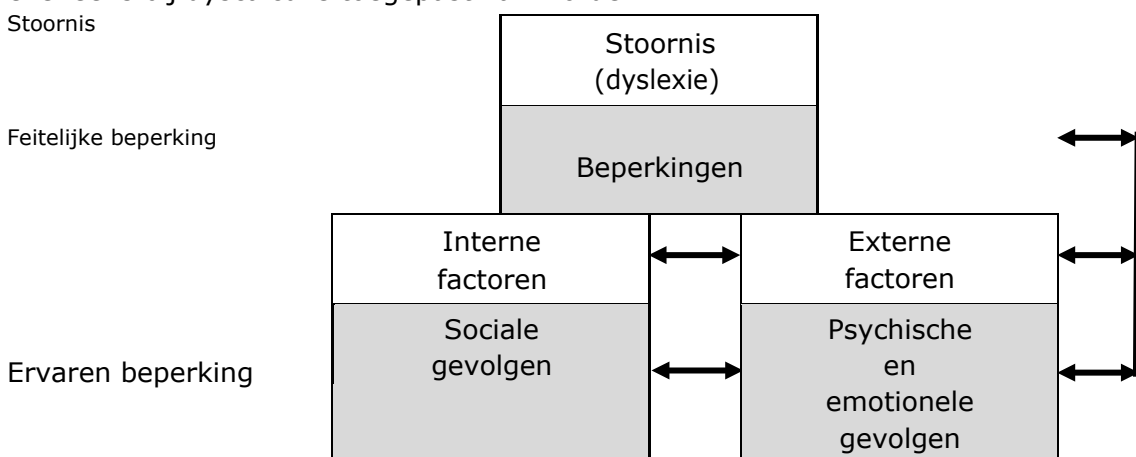 Stoornis
Stoornis
(dyslexie)
Feitelijke beperking
Beperkingen
Interne
factoren
Externe
factoren
Sociale
gevolgen
Psychische
en
emotionele
gevolgen
Ervaren beperking